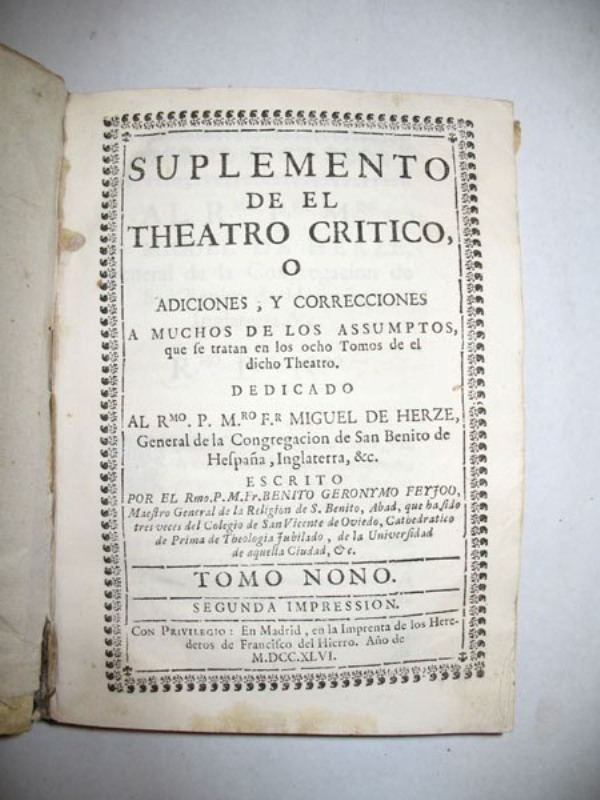 SUPLEMENTO
DE EL
THEATRO CRITICO,
O
ADICIONES, Y CORRECCIONES
A MUCHOS DE LOS ASSUMPTOS,
que se tratan en los ocho Tomos de el
dicho Theatro.
DEDICADO
AL Rᴹᴼ. P. M.ᴿᴼ F.ᴿ MIGUEL DE HERZE,
General de la Congregacion de San Benito de
Hespaña, Inglaterra, &c.
ESCRITO
POR EL Rmo. P. M. Fr. BENITO GERONYMO FEYJOO,
Maestro General de la Religion de S. Benito, Abad, que ha sido
tres veces del Colegio de San Vicente de Oviedo, Cathedratico
de Prima de Theologia Jubilado, de la Universidad
de aquella Ciudad, &c.
TOMO NONO.
SEGUNDA IMPRESSION.
CON PRIVILEGIO: En Madrid, en la Imprenta de los Here-
deros de Francisco del Hierro. Año de
M.DCC.XLVI.